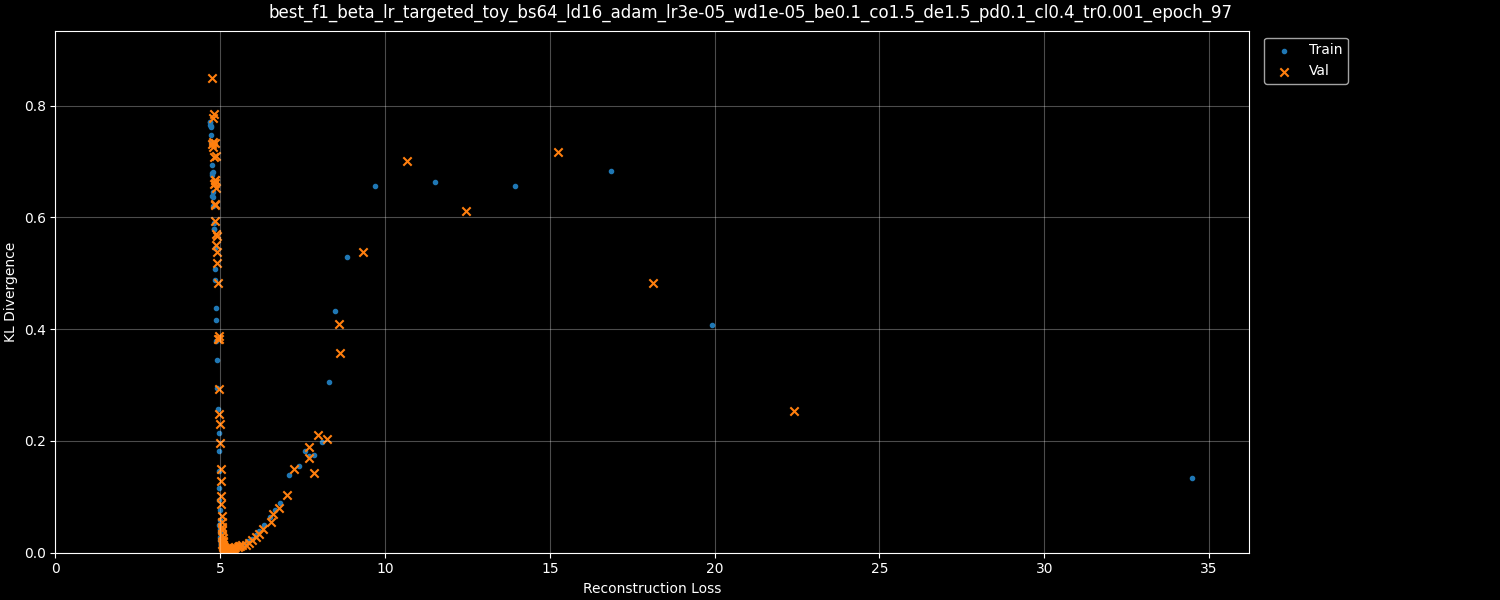 best_f1_beta_lr_targeted_toy_bs64_ld16_adam_lr3e-05_wd1e-05_be0.1_co1.5_de1.5_pd0.1_cl0.4_tr0.001_epoch_97
Train
Val
KL Divergence
0.8
0.6
0.4
0.2
0.0
0 5 10 15 20 25 30 35
Reconstruction Loss